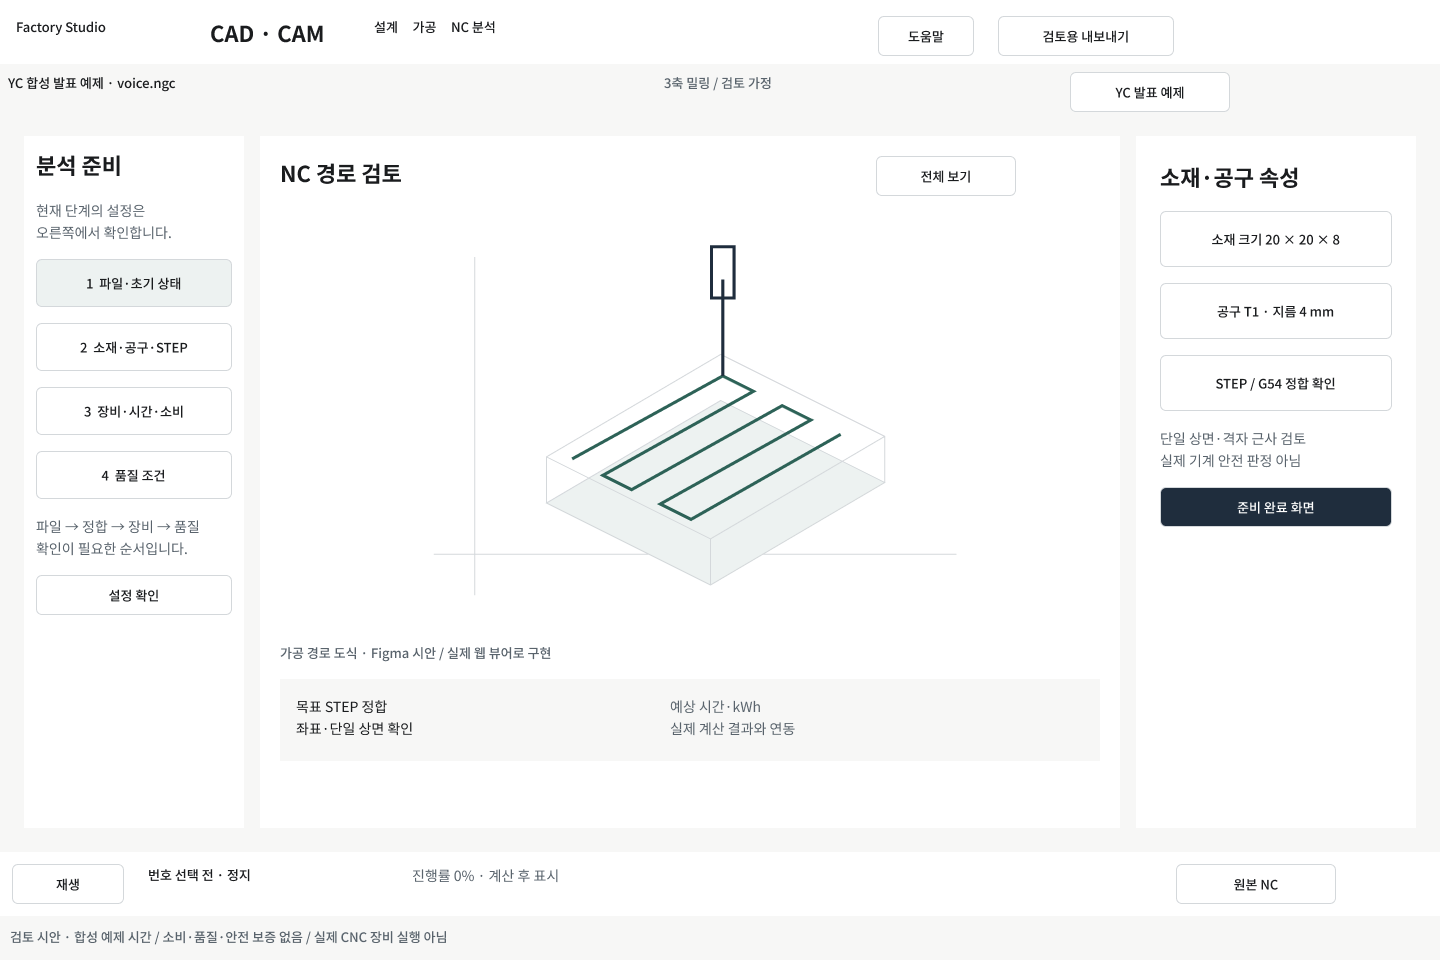 Factory Studio
CAD · CAM
설계 가공 NC 분석
도움말
검토용 내보내기
YC 합성 발표 예제 · voice.ngc
3축 밀링 / 검토 가정
YC 발표 예제
분석 준비
현재 단계의 설정은
오른쪽에서 확인합니다.
1 파일·초기 상태
2 소재·공구·STEP
3 장비·시간·소비
4 품질 조건
파일 → 정합 → 장비 → 품질
확인이 필요한 순서입니다.
설정 확인
NC 경로 검토
전체 보기
가공 경로 도식 · Figma 시안 / 실제 웹 뷰어로 구현
목표 STEP 정합
좌표·단일 상면 확인
예상 시간·kWh
실제 계산 결과와 연동
소재·공구 속성
소재 크기 20 × 20 × 8
공구 T1 · 지름 4 mm
STEP / G54 정합 확인
단일 상면·격자 근사 검토
실제 기계 안전 판정 아님
준비 완료 화면
재생
번호 선택 전 · 정지
진행률 0% · 계산 후 표시
원본 NC
검토 시안 · 합성 예제 시간 / 소비·품질·안전 보증 없음 / 실제 CNC 장비 실행 아님